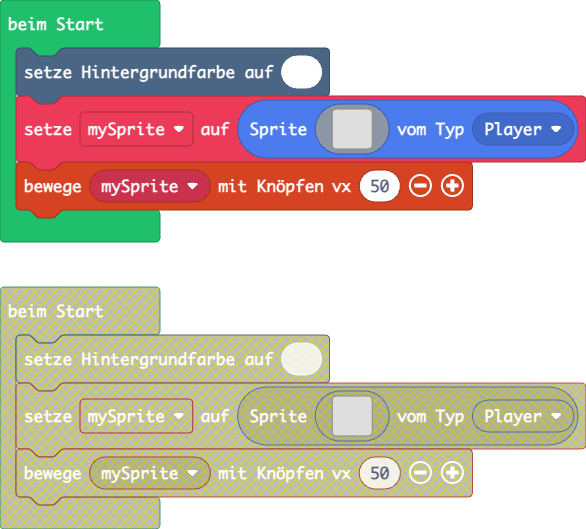 beim Start
setze Hintergrundfarbe auf
setze mySprite auf Sprite vom Typ Player
bewege mySprite mit Knöpfen vx 50
beim Start
setze Hintergrundfarbe auf
setze mySprite auf Sprite vom Typ Player
bewege mySprite mit Knöpfen vx 50